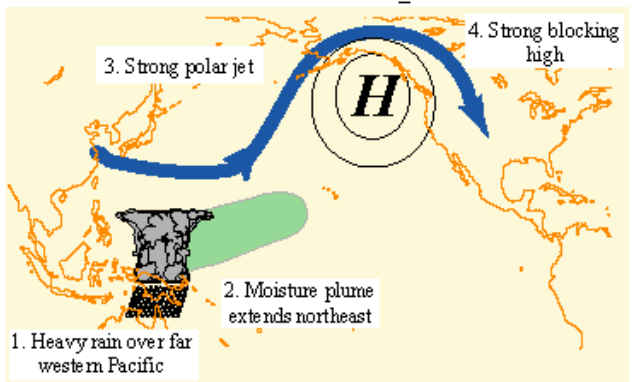 4. Strong blocking
high
3. Strong polar jet
H
2. Moisture plume
extends northeast
1. Heavy rain over far
western Pacific